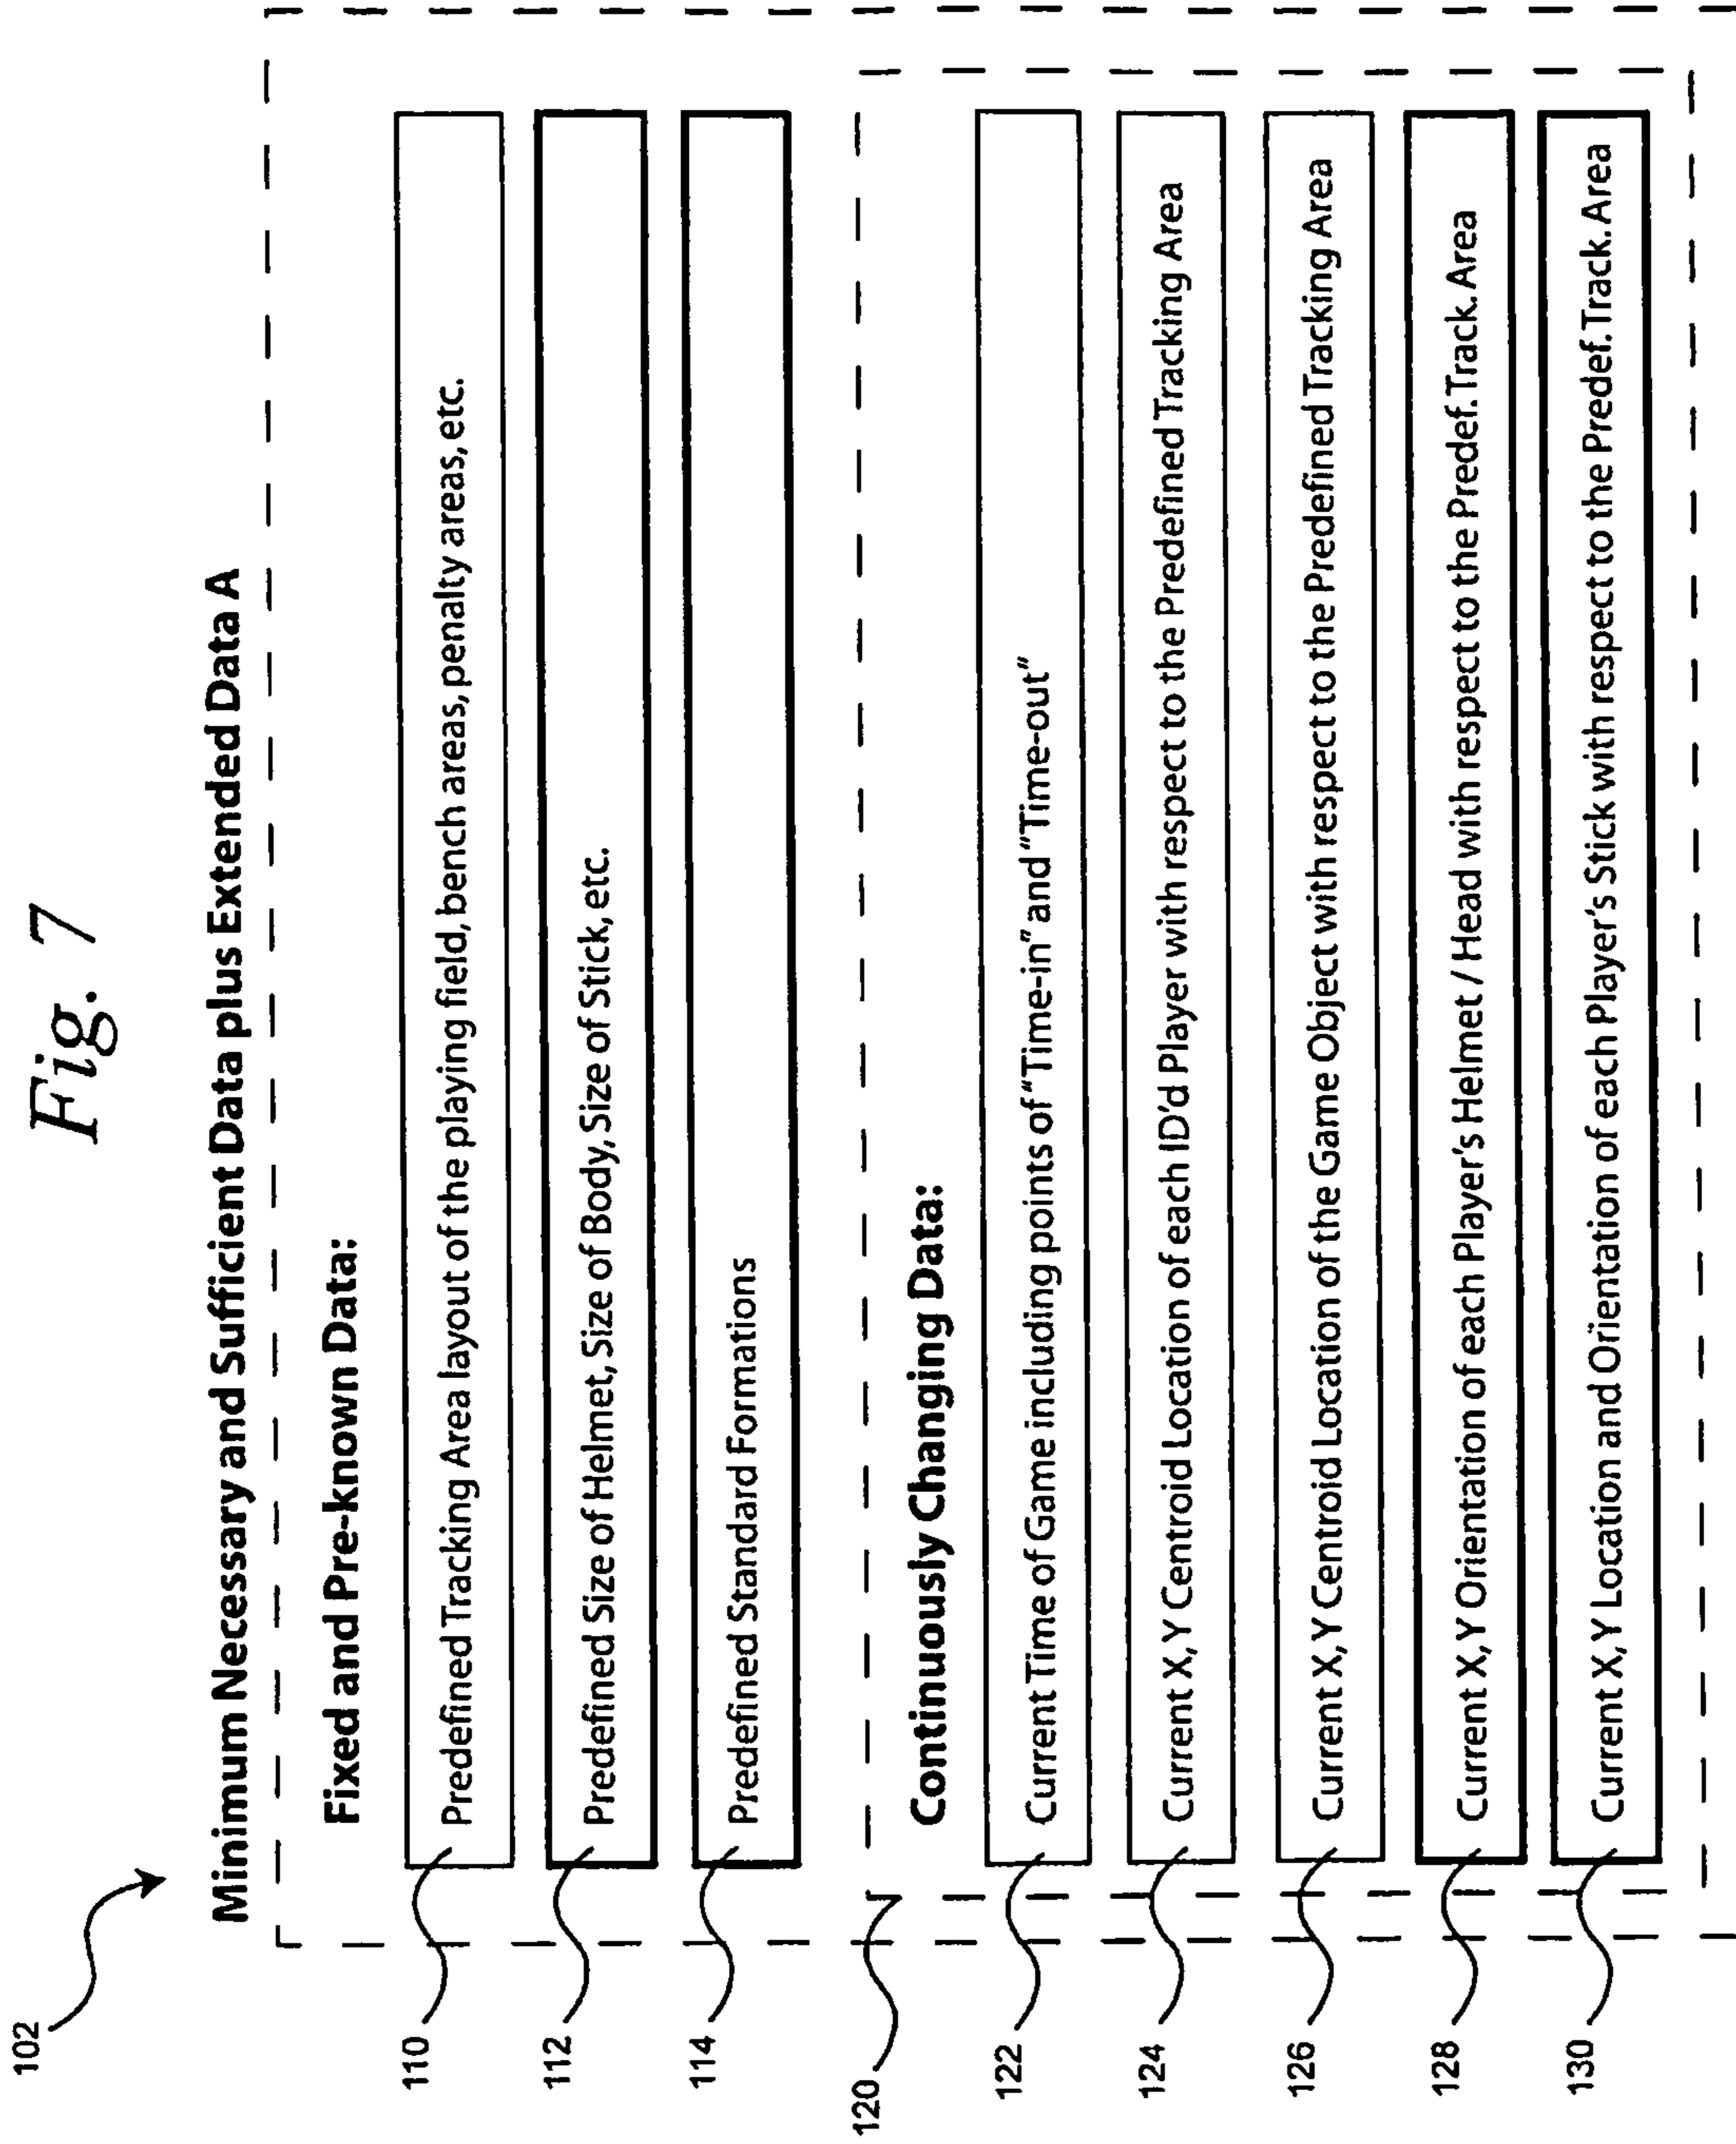 Fig. 7
102
Minimum Necessary and Sufficient Data plus Extended Data A
Fixed and Pre-known Data:
110
Predefined Tracking Area layout of the playing field, bench areas, penalty areas, etc.
112
Predefined Size of Helmet, Size of Body, Size of Stick, etc.
114
Predefined Standard Formations
120
Continuously Changing Data:
122
Current Time of Game including points of "Time-in" and "Time-out"
124
Current X, Y Centroid Location of each ID'd Player with respect to the Predefined Tracking Area
126
Current X, Y Centroid Location of the Game Object with respect to the Predefined Tracking Area
128
Current X, Y Orientation of each Player's Helmet / Head with respect to the Predef. Track. Area
130
Current X, Y Location and Orientation of each Player's Stick with respect to the Predef. Track. Area